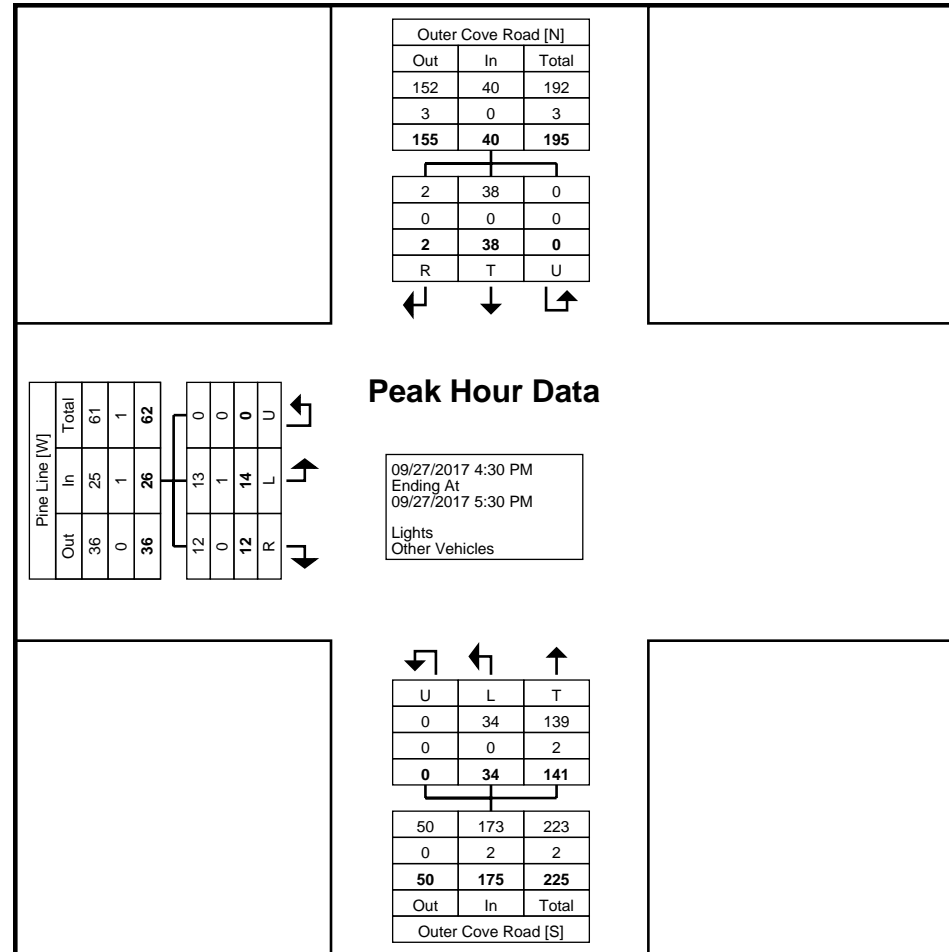 Outer Cove Road [N]
Out In Total
152 40 192
3 0 3
155 40 195
2 38 0
0 0 0
2 38 0
R T U
Peak Hour Data
Pine Line [W]
Out In Total
36 25 61
0 1 1
36 26 62
12 13 0
0 1 0
12 14 0
R L U
09/27/2017 4:30 PM
Ending At
09/27/2017 5:30 PM
Lights
Other Vehicles
U L T
0 34 139
0 0 2
0 34 141
50 173 223
0 2 2
50 175 225
Out In Total
Outer Cove Road [S]